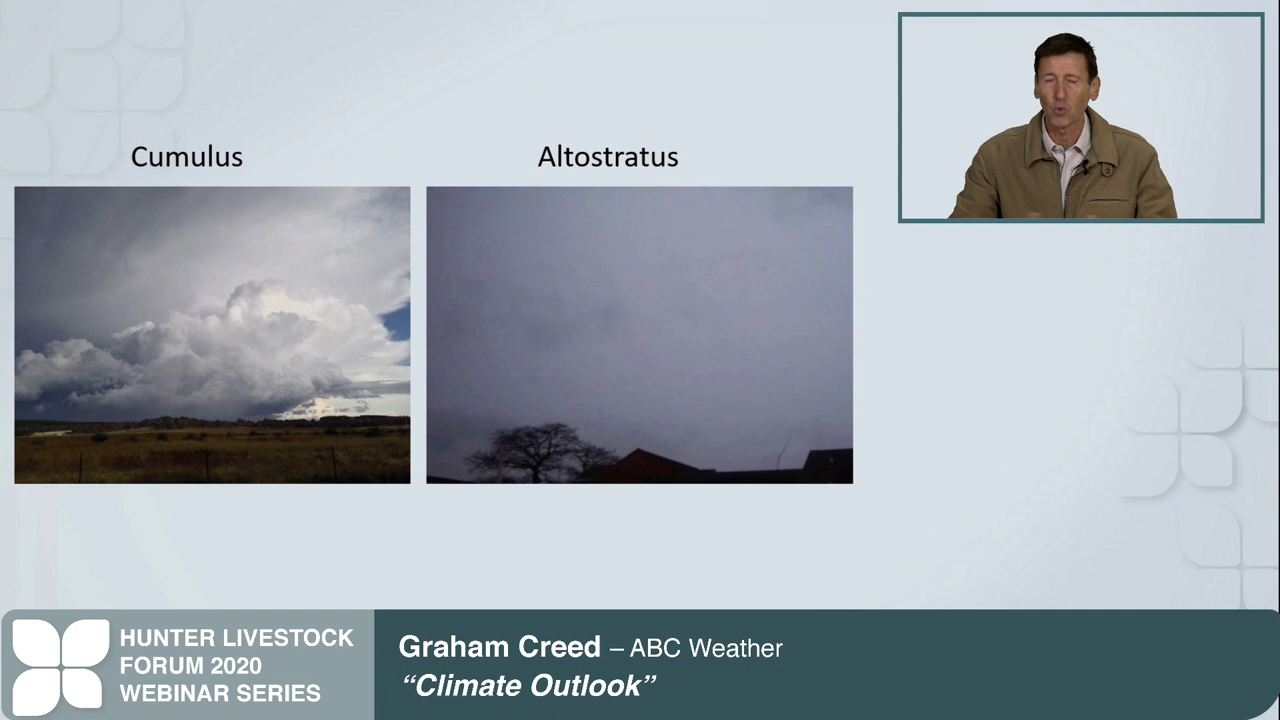 Cumulus
Altostratus
HUNTER LIVESTOCK
FORUM 2020
WEBINAR SERIES
Graham Creed – ABC Weather
“Climate Outlook”